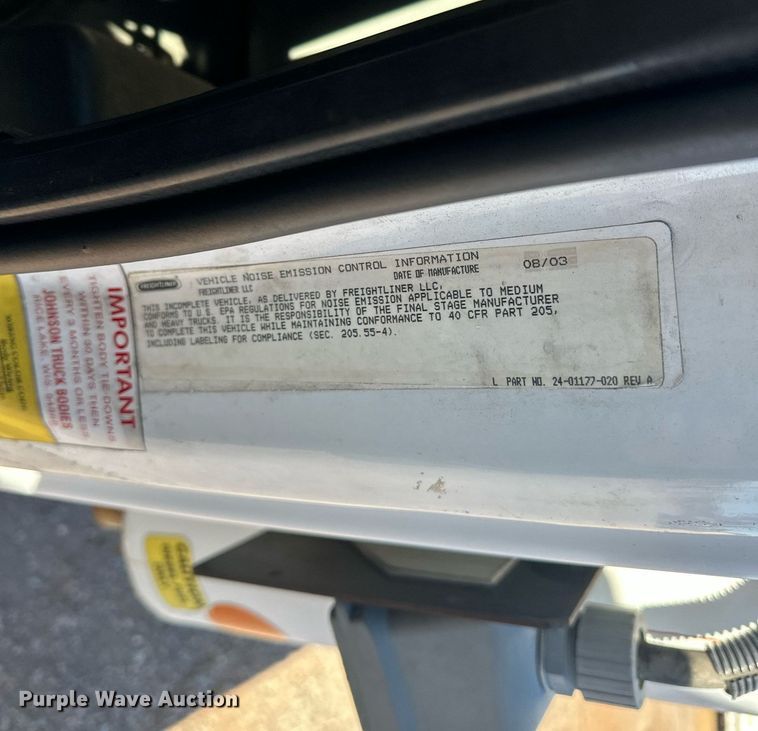 FREIGHTLINER
VEHICLE NOISE EMISSION CONTROL INFORMATION
FREIGHTLINER LLC
DATE OF MANUFACTURE
08/03
THIS INCOMPLETE VEHICLE, AS DELIVERED BY FREIGHTLINER LLC,
CONFORMS TO U.S. EPA REGULATIONS FOR NOISE EMISSION APPLICABLE TO MEDIUM
AND HEAVY TRUCKS. IT IS THE RESPONSIBILITY OF THE FINAL STAGE MANUFACTURER
TO COMPLETE THIS VEHICLE WHILE MAINTAINING CONFORMANCE TO 40 CFR PART 205,
INCLUDING LABELING FOR COMPLIANCE (SEC. 205.55-4).
L PART NO. 24-01177-020 REV A
IMPORTANT
TIGHTEN BODY TIE DOWNS
WITHIN 30 DAYS THEN
EVERY 3 MONTHS OR LESS
JOHNSON TRUCK BODIES
RICE LAKE, WIS.
CAUTION
Purple Wave Auction